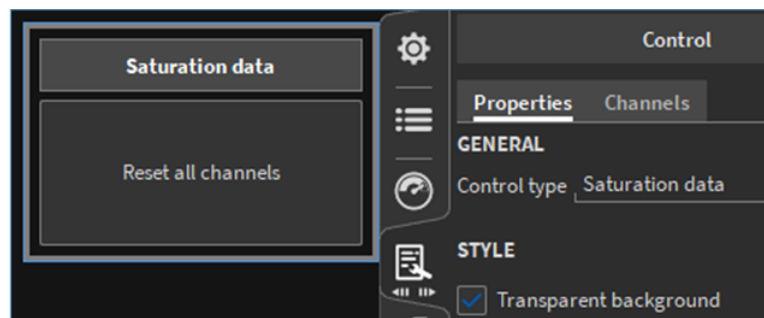 Saturation data
Reset all channels
Control
Properties Channels
GENERAL
Control type Saturation data
STYLE
Transparent background